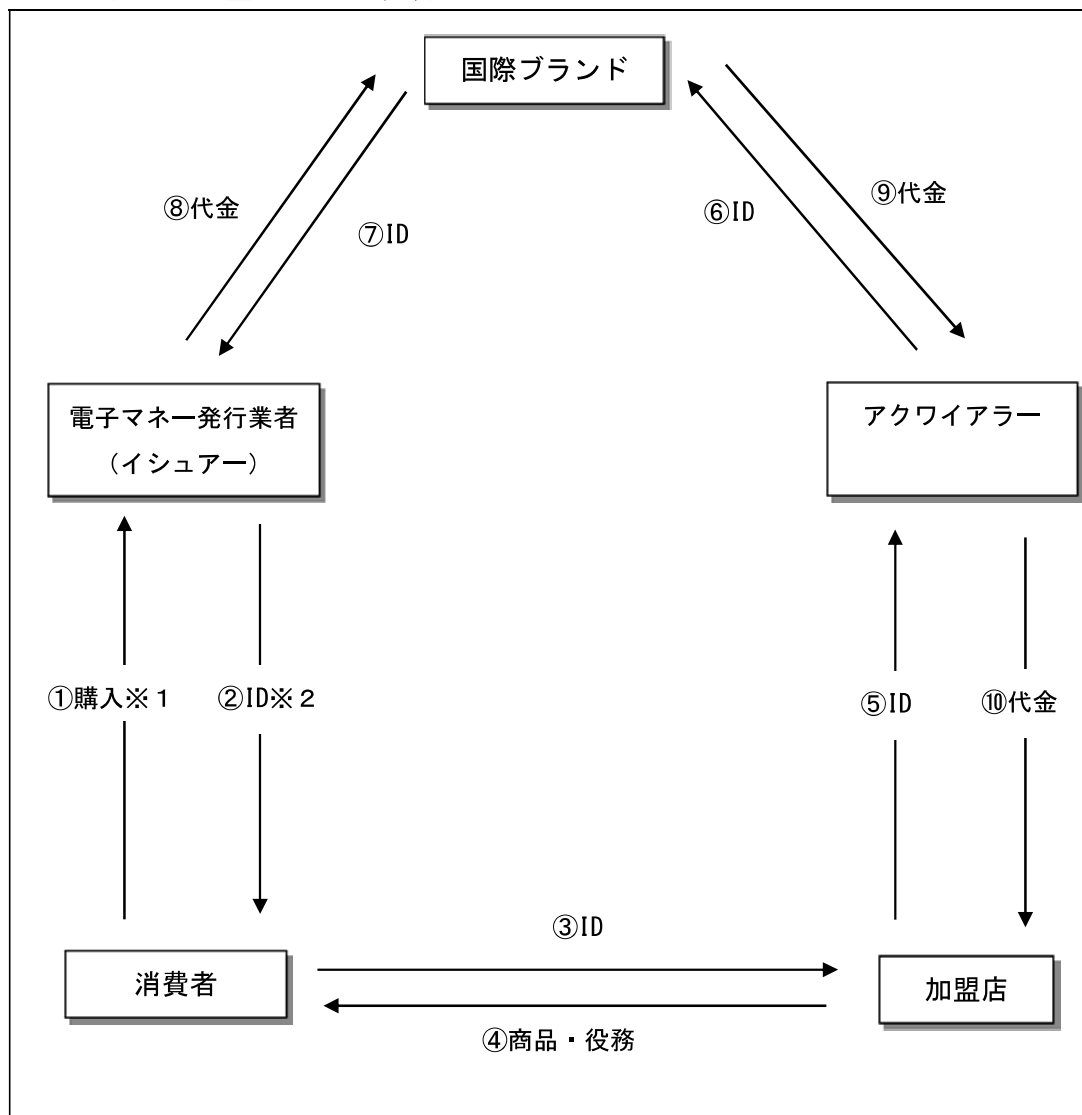 国際ブランド
⑧代金
⑦ID
⑥ID
⑨代金
電子マネー発行業者
（イシュアー）
アクワイアラー
①購入※１
②ID※２
⑤ID
⑩代金
③ID
消費者
加盟店
④商品・役務